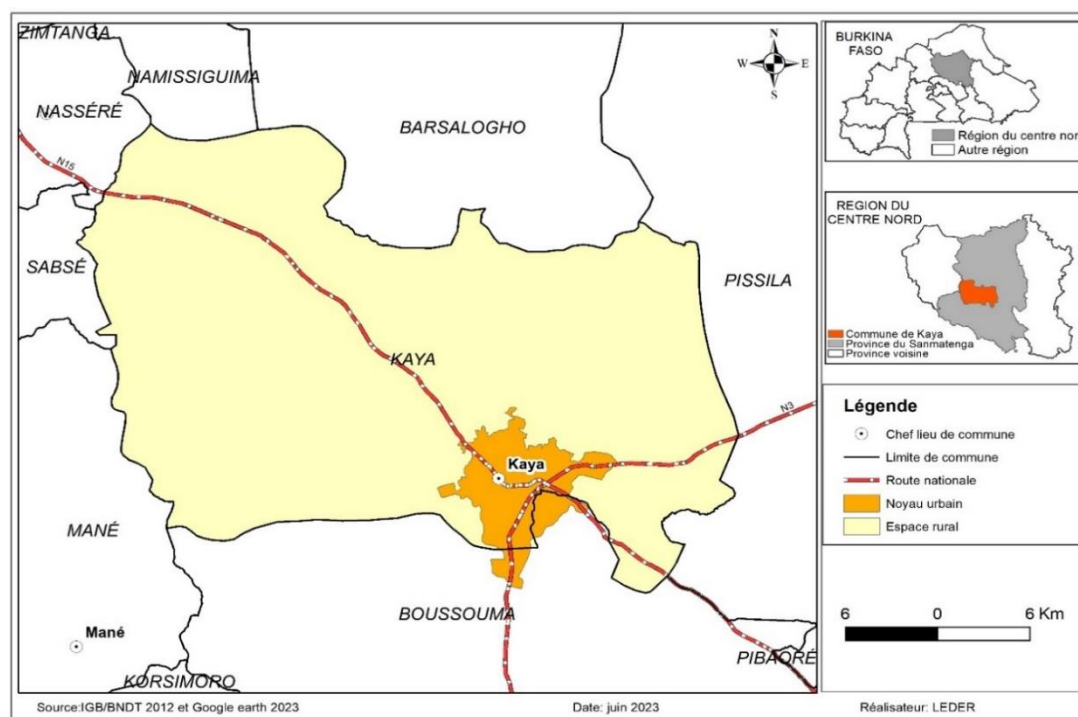 ZIMTANGA
NAMISSIGUIMA
NASSÉRÉ
BARSALOGHO
N15
SABSÉ
PISSILA
KAYA
N3
Kaya
MANÉ
BOUSSOUMA
Mané
PIBAORÉ
KORSIMORO
N
W
E
S
BURKINA
FASO
Région du centre nord
Autre région
REGION DU
CENTRE NORD
Commune de Kaya
Province du Sanmatenga
Province voisine
Légende
Chef lieu de commune
Limite de commune
Route nationale
Noyau urbain
Espace rural
6 0 6 Km
Source:IGB/BNDT 2012 et Google earth 2023 Date: juin 2023 Réalisateur: LEDER